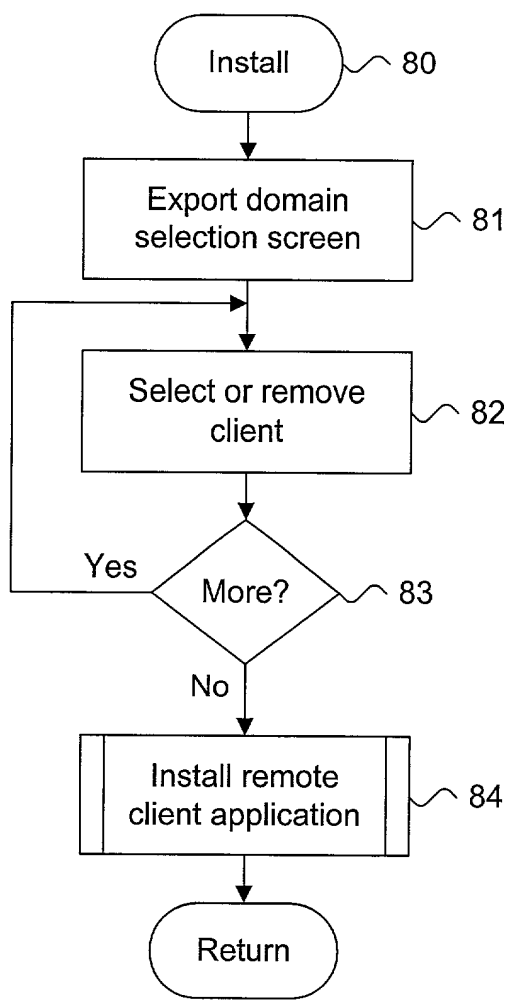 Install
80
Export domain
selection screen
81
Select or remove
client
82
Yes
More?
83
No
Install remote
client application
84
Return